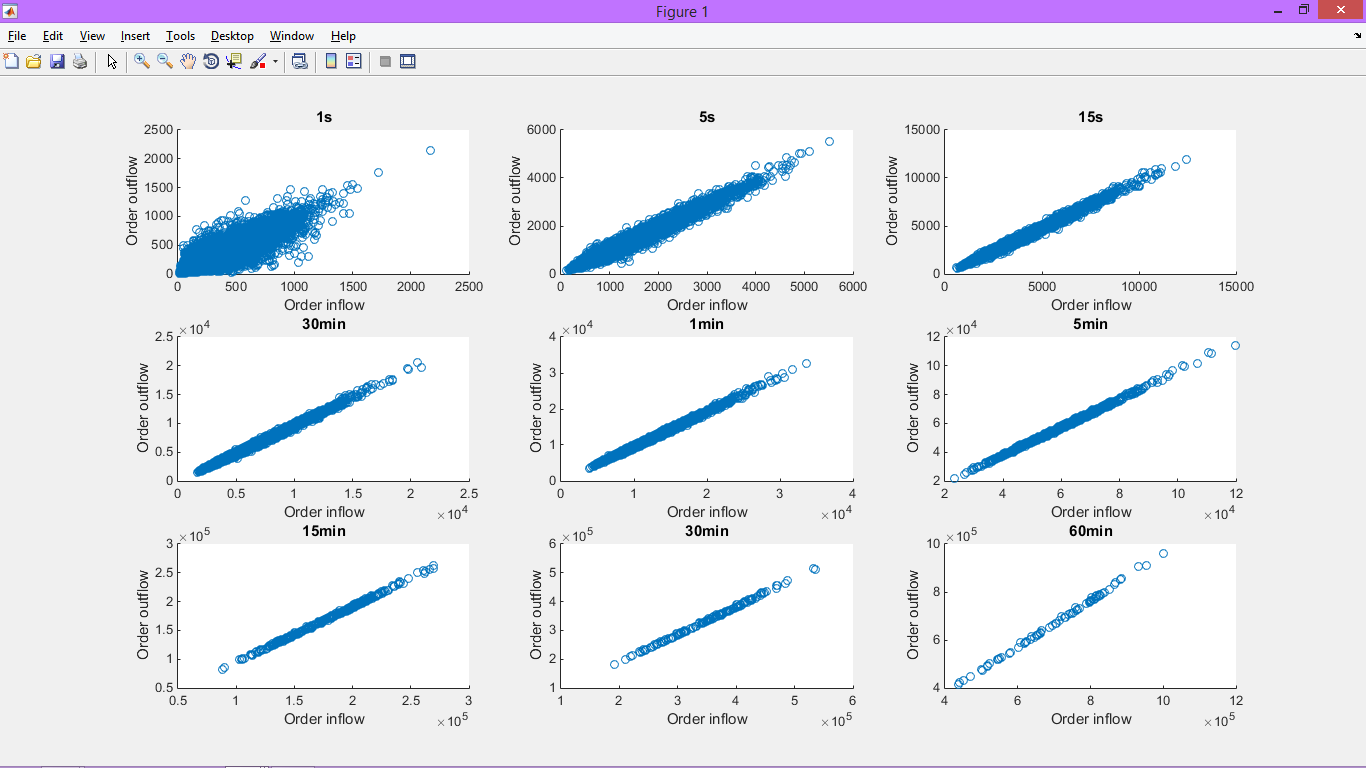 Figure 1
File Edit View Insert Tools Desktop Window Help
1s
2500
2000
1500
1000
500
0
Order outflow
0 500 1000 1500 2000 2500
Order inflow
5s
6000
4000
2000
0
Order outflow
0 1000 2000 3000 4000 5000 6000
Order inflow
15s
15000
10000
5000
0
Order outflow
0 5000 10000 15000
Order inflow
30min
×10^4
2.5
2
1.5
1
0.5
0
Order outflow
0 0.5 1 1.5 2 2.5
Order inflow ×10^4
1min
×10^4
4
3
2
1
0
Order outflow
0 1 2 3 4
Order inflow ×10^4
5min
×10^4
12
10
8
6
4
2
Order outflow
2 4 6 8 10 12
Order inflow ×10^4
15min
×10^5
3
2.5
2
1.5
1
0.5
Order outflow
0.5 1 1.5 2 2.5 3
Order inflow ×10^5
30min
×10^5
6
5
4
3
2
1
Order outflow
1 2 3 4 5 6
Order inflow ×10^5
60min
×10^5
10
8
6
4
Order outflow
4 6 8 10 12
Order inflow ×10^5